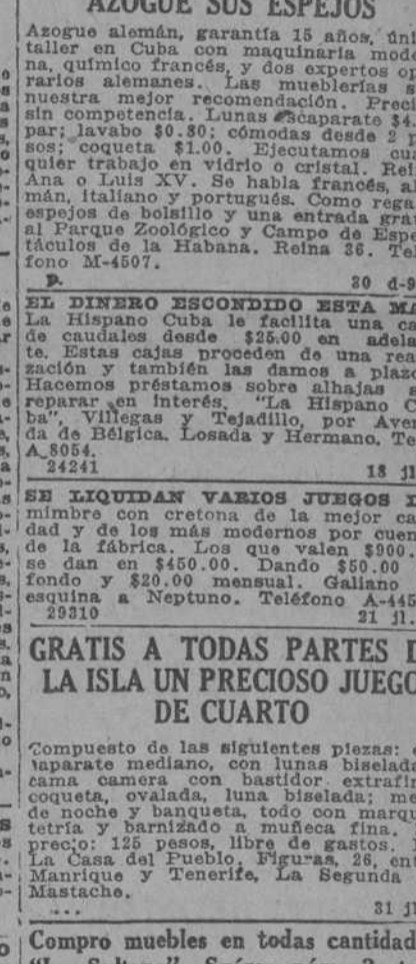 AZOGUE SUS ESPEJOS
Azogue alemán, garantía 15 años, úni
taller en Cuba con maquinaria mode
na, químico francés, y dos expertos op
rarios alemanes. Las mueblerías s
nuestra mejor recomendación. Preci
sin competencia. Lunas escaparate $4.
par; lavabo $0.80; cómodas desde 2 p
sos; coqueta $1.00. Ejecutamos cua
quier trabajo en vidrio o cristal. Rei
Ana o Luis XV. Se habla francés, al
mán, italiano y portugués. Como rega
espejos de bolsillo y una entrada grat
al Parque Zoológico y Campo de Espe
táculos de la Habana. Reina 36. Tel
fono M-4507.
P. 30 d-9
EL DINERO ESCONDIDO ESTA MA
La Hispano Cuba le facilita una ca
de caudales desde $25.00 en adela
te. Estas cajas proceden de una rea
zación y también las damos a plazo
Hacemos préstamos sobre alhajas s
reparar en interés. "La Hispano C
ba", Villegas y Tejadillo, por Aven
da de Bélgica. Losada y Hermano. Te
A-8054.
24241 18 jl
SE LIQUIDAN VARIOS JUEGOS D
mimbre con cretona de la mejor ca
dad y de los más modernos por cuen
de la fábrica. Los que valen $900.
se dan en $450.00. Dando $50.00
fondo y $20.00 mensual. Galiano
esquina a Neptuno. Teléfono A-445
29310 21 jl.
GRATIS A TODAS PARTES D
LA ISLA UN PRECIOSO JUEGO
DE CUARTO
Compuesto de las siguientes piezas: e
caparate mediano, con lunas biselada
cama camera con bastidor extrafin
coqueta, ovalada, luna biselada; me
de noche y banqueta, todo con marqu
tetría y barnizado a muñeca fina.
precio: 125 pesos, libre de gastos.
La Casa del Pueblo, Figuras, 26, ent
Manrique y Tenerife, La Segunda
Mastache.
... 31 jl
Compro muebles en todas cantidad